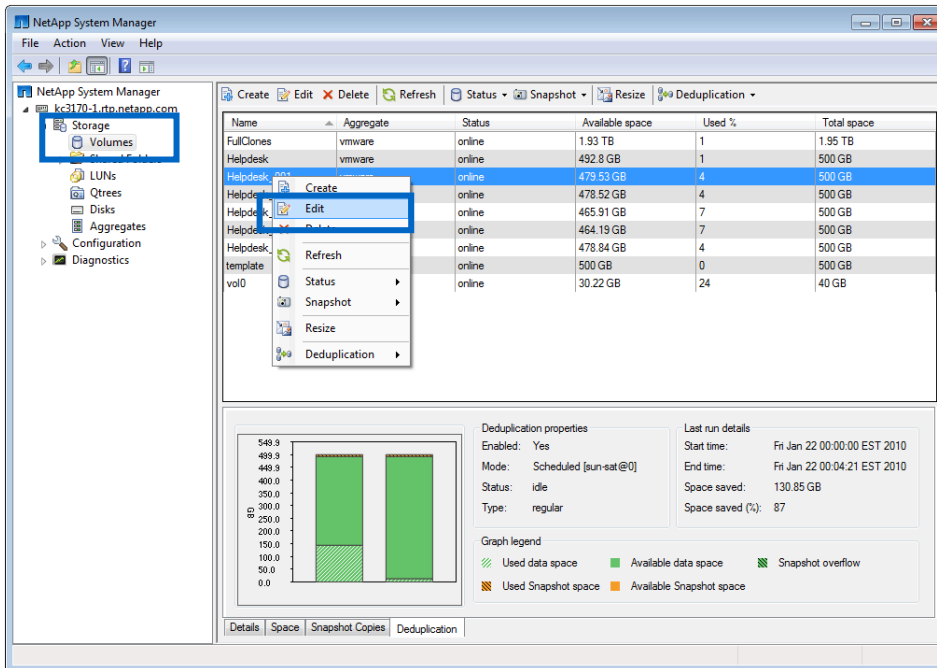 NetApp System Manager
File Action View Help
NetApp System Manager
kc3170-1.rtp.netapp.com
Storage
Volumes
Shared Folders
LUNs
Qtrees
Disks
Aggregates
Configuration
Diagnostics
Create Edit Delete Refresh Status Snapshot Resize Deduplication
Name Aggregate Status Available space Used % Total space
FullClones vmware online 1.93 TB 1 1.95 TB
Helpdesk vmware online 492.8 GB 1 500 GB
Helpdesk_001 vmware online 479.53 GB 4 500 GB
Helpdesk_ online 478.52 GB 4 500 GB
Helpdesk_ online 465.91 GB 7 500 GB
Helpdesk_ online 464.19 GB 7 500 GB
Helpdesk_ online 478.84 GB 4 500 GB
template online 500 GB 0 500 GB
vol0 online 30.22 GB 24 40 GB
Create
Edit
Delete
Refresh
Status
Snapshot
Resize
Deduplication
549.9
499.9
449.9
400.0
350.0
300.0
250.0
200.0
150.0
100.0
50.0
0.0
GB
Deduplication properties
Enabled: Yes
Mode: Scheduled [sun-sat@0]
Status: idle
Type: regular
Last run details
Start time: Fri Jan 22 00:00:00 EST 2010
End time: Fri Jan 22 00:04:21 EST 2010
Space saved: 130.85 GB
Space saved (%): 87
Graph legend
Used data space Available data space Snapshot overflow
Used Snapshot space Available Snapshot space
Details Space Snapshot Copies Deduplication